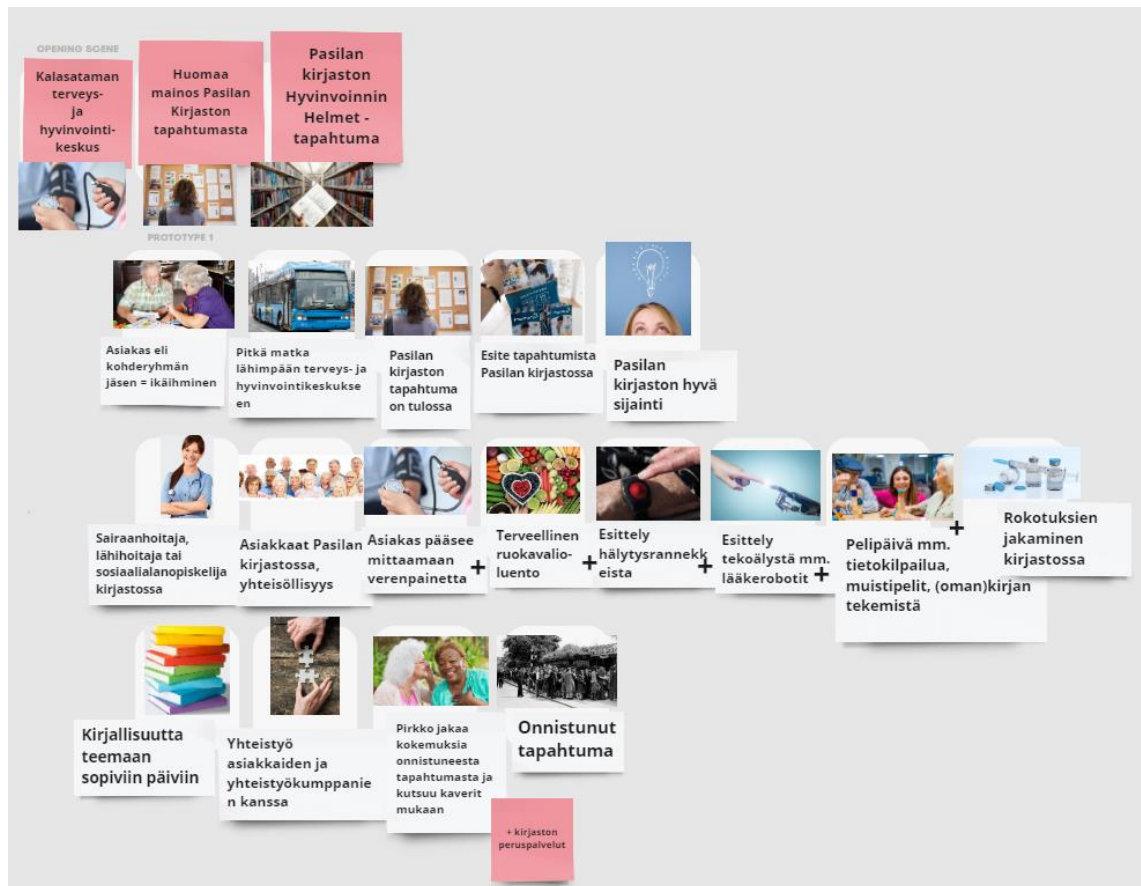 OPENING SCENE
Kalasataman
terveys-
ja
hyvinvointi-
keskus
Huomaa
mainos Pasilan
Kirjaston
tapahtumasta
Pasilan
kirjaston
Hyvinvoinnin
Helmet -
tapahtuma
PROTOTYPE 1
Asiakas eli
kohderyhmän
jäsen = ikäihminen
Pitkä matka
lähimpään terveys- ja
hyvinvointikeskukse
en
Pasilan
kirjaston
tapahtuma
on tulossa
Esite tapahtumista
Pasilan kirjastossa
Pasilan
kirjaston hyvä
sijainti
Sairaanhoitaja,
lähihoitaja tai
sosiaalialanopiskelija
kirjastossa
Asiakkaat Pasilan
kirjastossa,
yhteisöllisyys
Asiakas pääsee
mittaamaan
verenpainetta +
Terveellinen
ruokavalio-
luento +
Esittely
hälytysrannekk
eista +
Esittely
tekoälystä mm.
lääkerobotit +
Pelipäivä mm.
tietokilpailua,
muistipelit, (oman)kirjan
tekemistä
+
Rokotuksien
jakaminen
kirjastossa
Kirjallisuutta
teemaan
sopiviin päiviin
Yhteistyö
asiakkaiden ja
yhteistyökumppanie
n kanssa
Pirkko jakaa
kokemuksia
onnistuneesta
tapahtumasta ja
kutsuu kaverit
mukaan
Onnistunut
tapahtuma
+ kirjaston
peruspalvelut